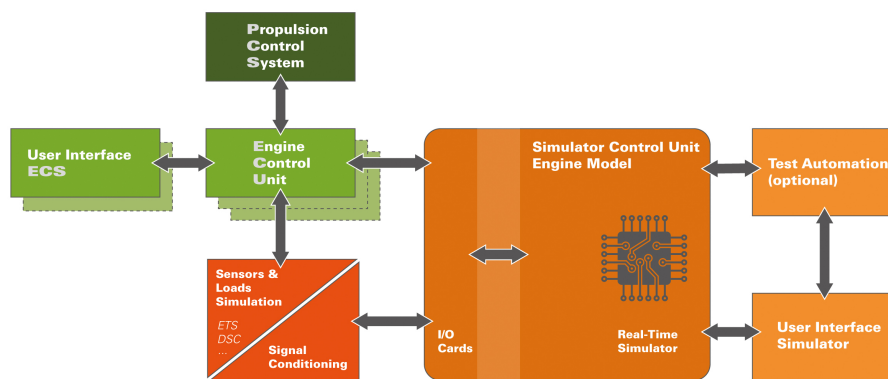 Propulsion
Control
System
User Interface
ECS
Engine
Control
Unit
Simulator Control Unit
Engine Model
Test Automation
(optional)
Sensors &
Loads
Simulation
ETS
DSC
...
Signal
Conditioning
I/O
Cards
Real-Time
Simulator
User Interface
Simulator